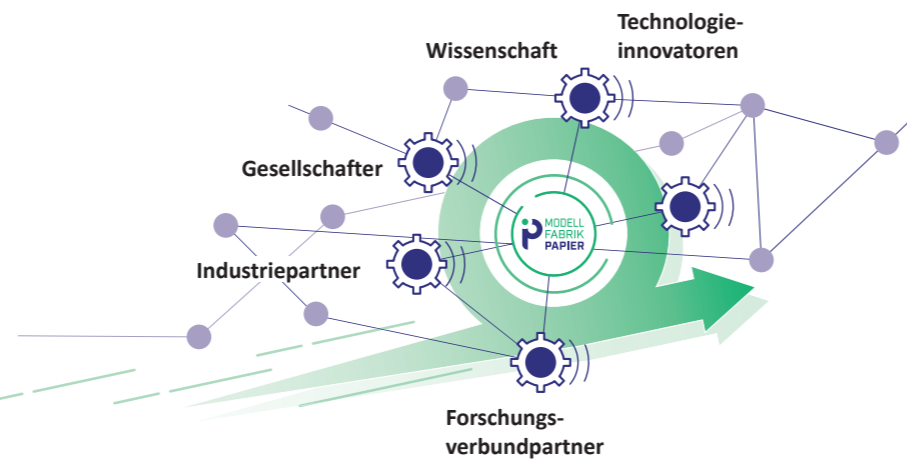 Technologie-
innovatoren
Wissenschaft
Gesellschafter
MODELL
FABRIK
PAPIER
Industriepartner
Forschungs-
verbundpartner